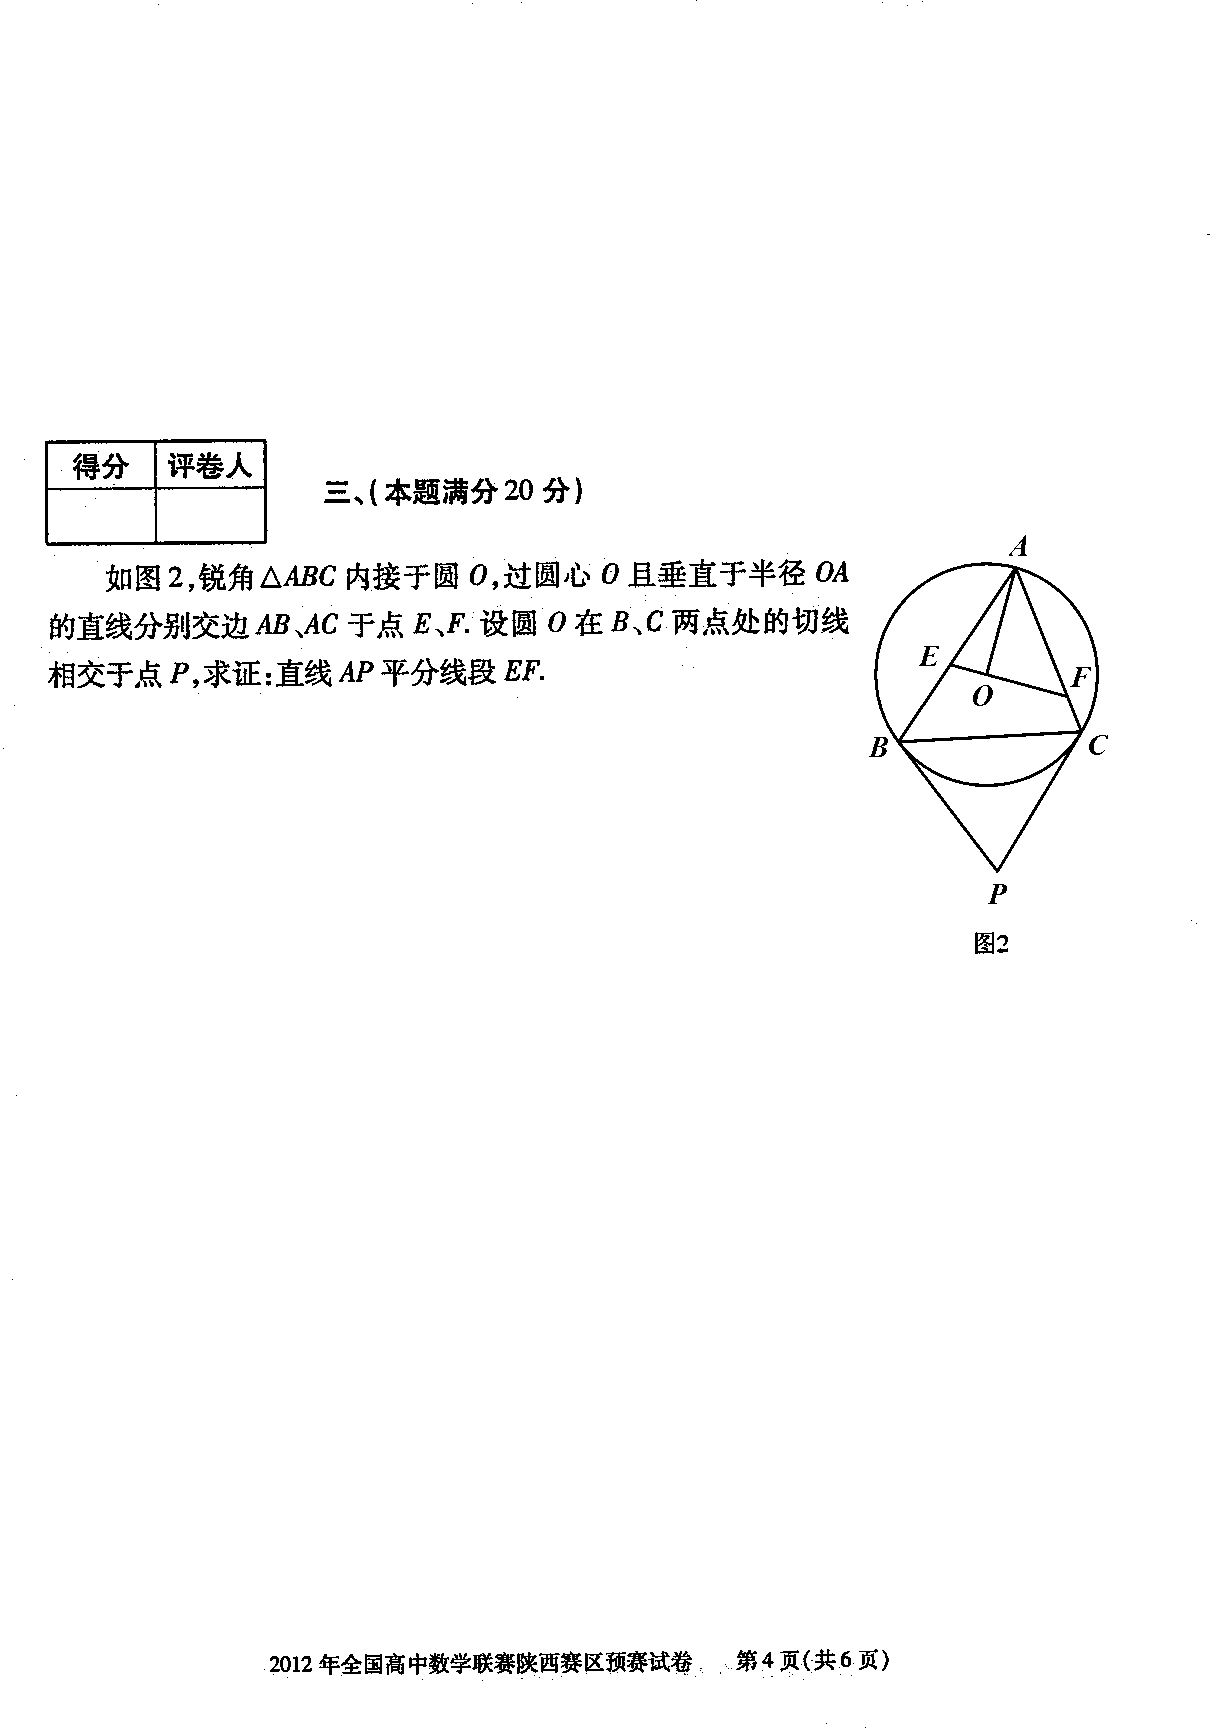 得分 评卷人
三、(本题满分20分)
如图2,锐角△ABC内接于圆O,过圆心O且垂直于半径OA
的直线分别交边AB、AC于点E、F.设圆O在B、C两点处的切线
相交于点P,求证:直线AP平分线段EF.
A
E
F
O
B
C
P
图2
2012年全国高中数学联赛陕西赛区预赛试卷 第4页(共6页)